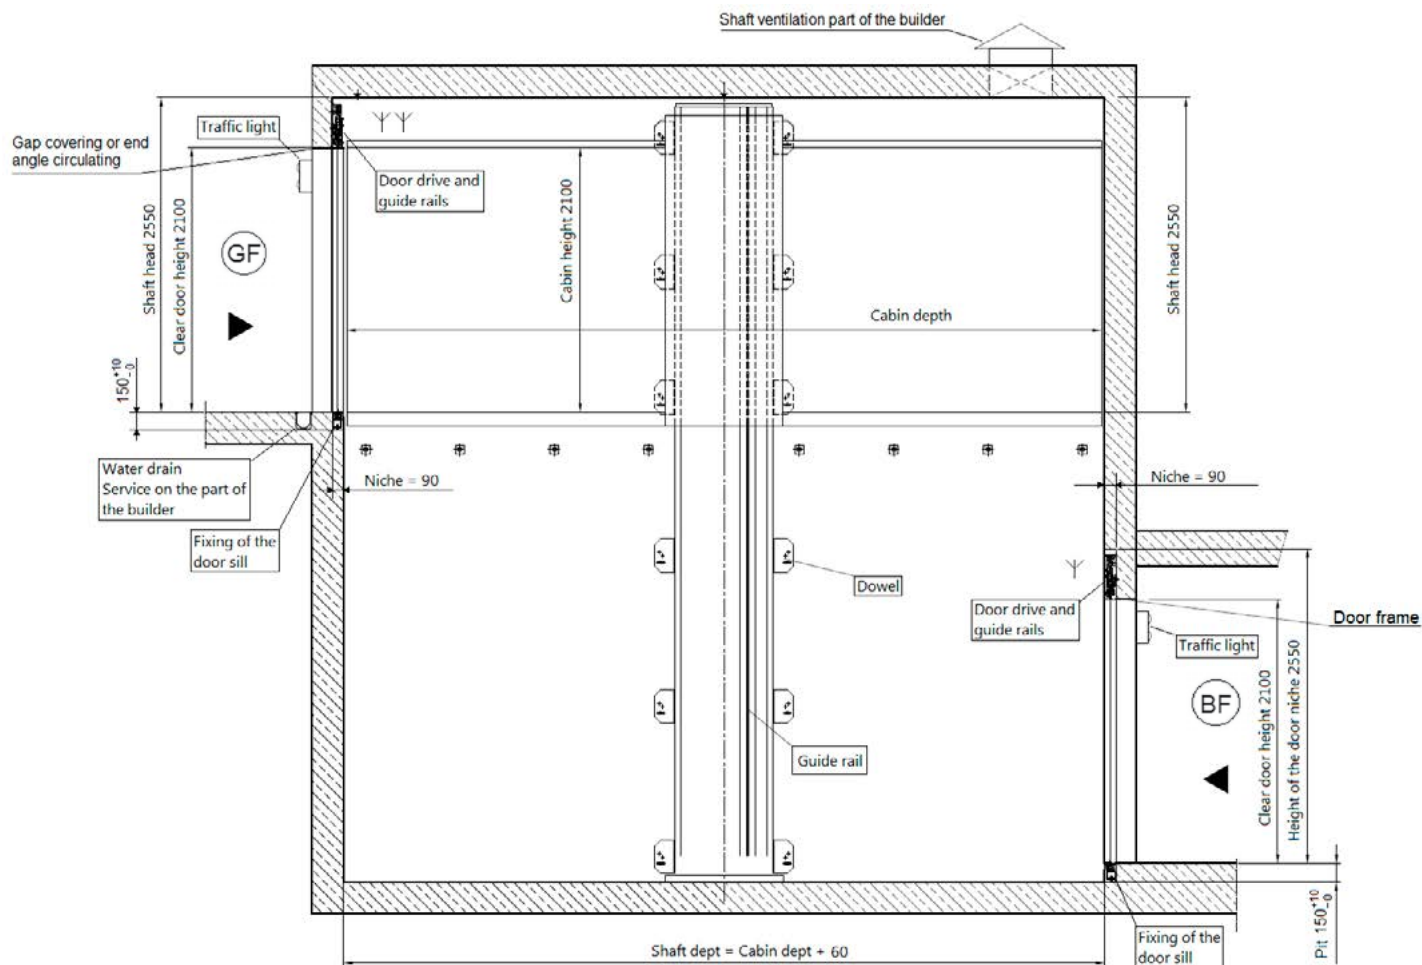 Shaft ventilation part of the builder
Traffic light
Gap covering or end
angle circulating
Door drive and
guide rails
Shaft head 2550
Clear door height 2100
Cabin height 2100
Shaft head 2550
GF
Cabin depth
150 +10 -0
Water drain
Service on the part of
the builder
Niche = 90
Niche = 90
Fixing of the
door sill
Dowel
Door drive and
guide rails
Door frame
Traffic light
Clear door height 2100
Height of the door niche 2550
BF
Guide rail
Pit 150 +10 -0
Shaft dept = Cabin dept + 60
Fixing of the
door sill